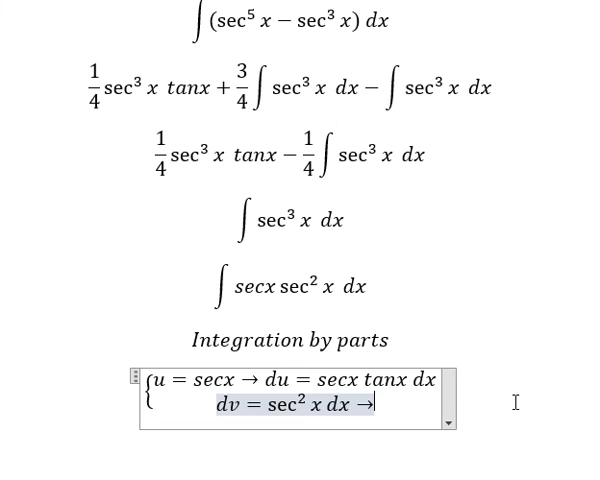 ∫ (sec⁵ x − sec³ x) dx
1/4 sec³ x tanx + 3/4 ∫ sec³ x dx − ∫ sec³ x dx
1/4 sec³ x tanx − 1/4 ∫ sec³ x dx
∫ sec³ x dx
∫ secx sec² x dx
Integration by parts
{u = secx → du = secx tanx dx
dv = sec² x dx →